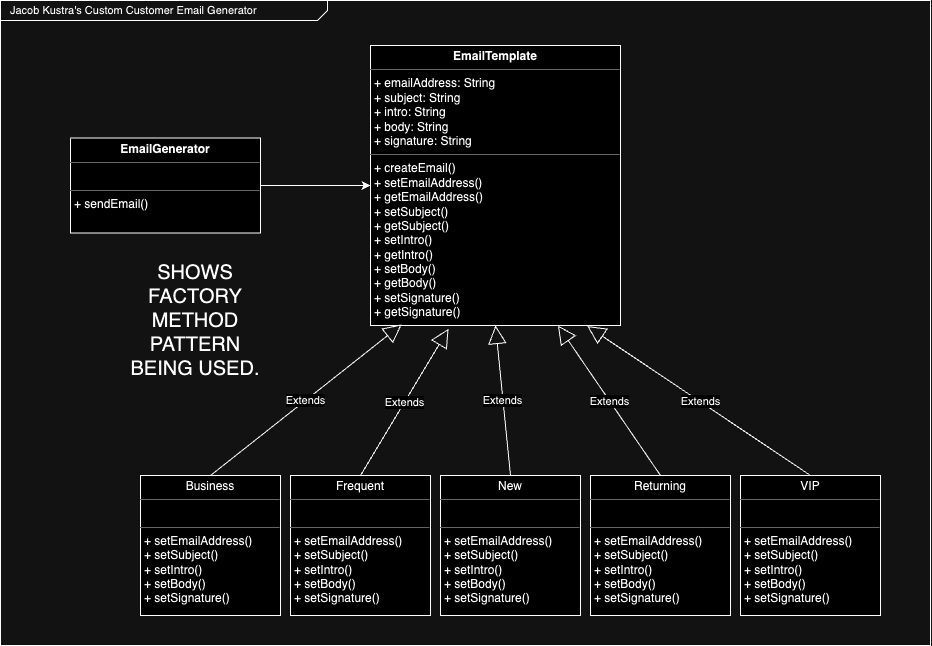 Jacob Kustra's Custom Customer Email Generator
EmailTemplate
+ emailAddress: String
+ subject: String
+ intro: String
+ body: String
+ signature: String
+ createEmail()
+ setEmailAddress()
+ getEmailAddress()
+ setSubject()
+ getSubject()
+ setIntro()
+ getIntro()
+ setBody()
+ getBody()
+ setSignature()
+ getSignature()
EmailGenerator
+ sendEmail()
SHOWS
FACTORY
METHOD
PATTERN
BEING USED.
Extends
Extends
Extends
Extends
Extends
Business
+ setEmailAddress()
+ setSubject()
+ setIntro()
+ setBody()
+ setSignature()
Frequent
+ setEmailAddress()
+ setSubject()
+ setIntro()
+ setBody()
+ setSignature()
New
+ setEmailAddress()
+ setSubject()
+ setIntro()
+ setBody()
+ setSignature()
Returning
+ setEmailAddress()
+ setSubject()
+ setIntro()
+ setBody()
+ setSignature()
VIP
+ setEmailAddress()
+ setSubject()
+ setIntro()
+ setBody()
+ setSignature()